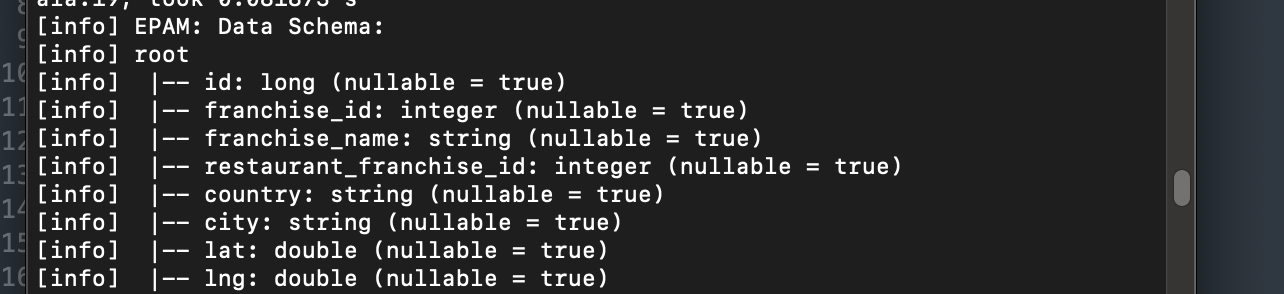 [info] EPAM: Data Schema:
[info] root
[info]  |-- id: long (nullable = true)
[info]  |-- franchise_id: integer (nullable = true)
[info]  |-- franchise_name: string (nullable = true)
[info]  |-- restaurant_franchise_id: integer (nullable = true)
[info]  |-- country: string (nullable = true)
[info]  |-- city: string (nullable = true)
[info]  |-- lat: double (nullable = true)
[info]  |-- lng: double (nullable = true)